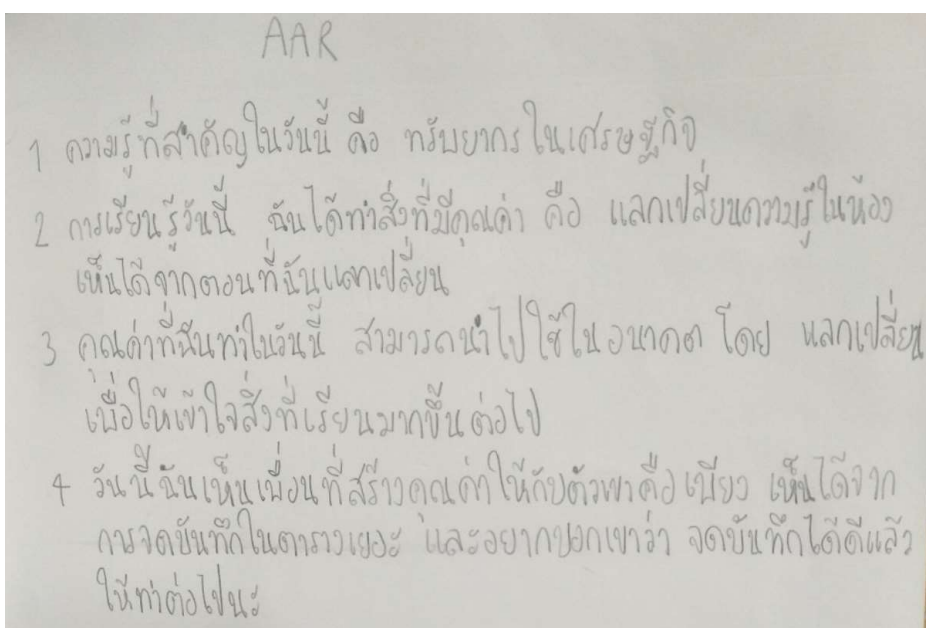 AAR
1 ความรู้ที่สำคัญในวันนี้ คือ ทรัพยากรในเศรษฐกิจ
2 การเรียนรู้วันนี้ ฉันได้ทำสิ่งที่มีคุณค่า คือ แลกเปลี่ยนความรู้ในห้อง
เห็นได้จากตอนที่ฉันแลกเปลี่ยน
3 คุณค่าที่ฉันทำในวันนี้ สามารถนำไปใช้ในอนาคต โดย แลกเปลี่ยน
เพื่อให้เข้าใจสิ่งที่เรียนมากขึ้นต่อไป
4 วันนี้ฉันเห็นเพื่อนที่สร้างคุณค่าให้กับตัวเขาคือเพียง เห็นได้จาก
การจดบันทึกในตารางเยอะ และอยากบอกเขาว่า จดบันทึกได้ดีแล้ว
ให้ทำต่อไปนะ